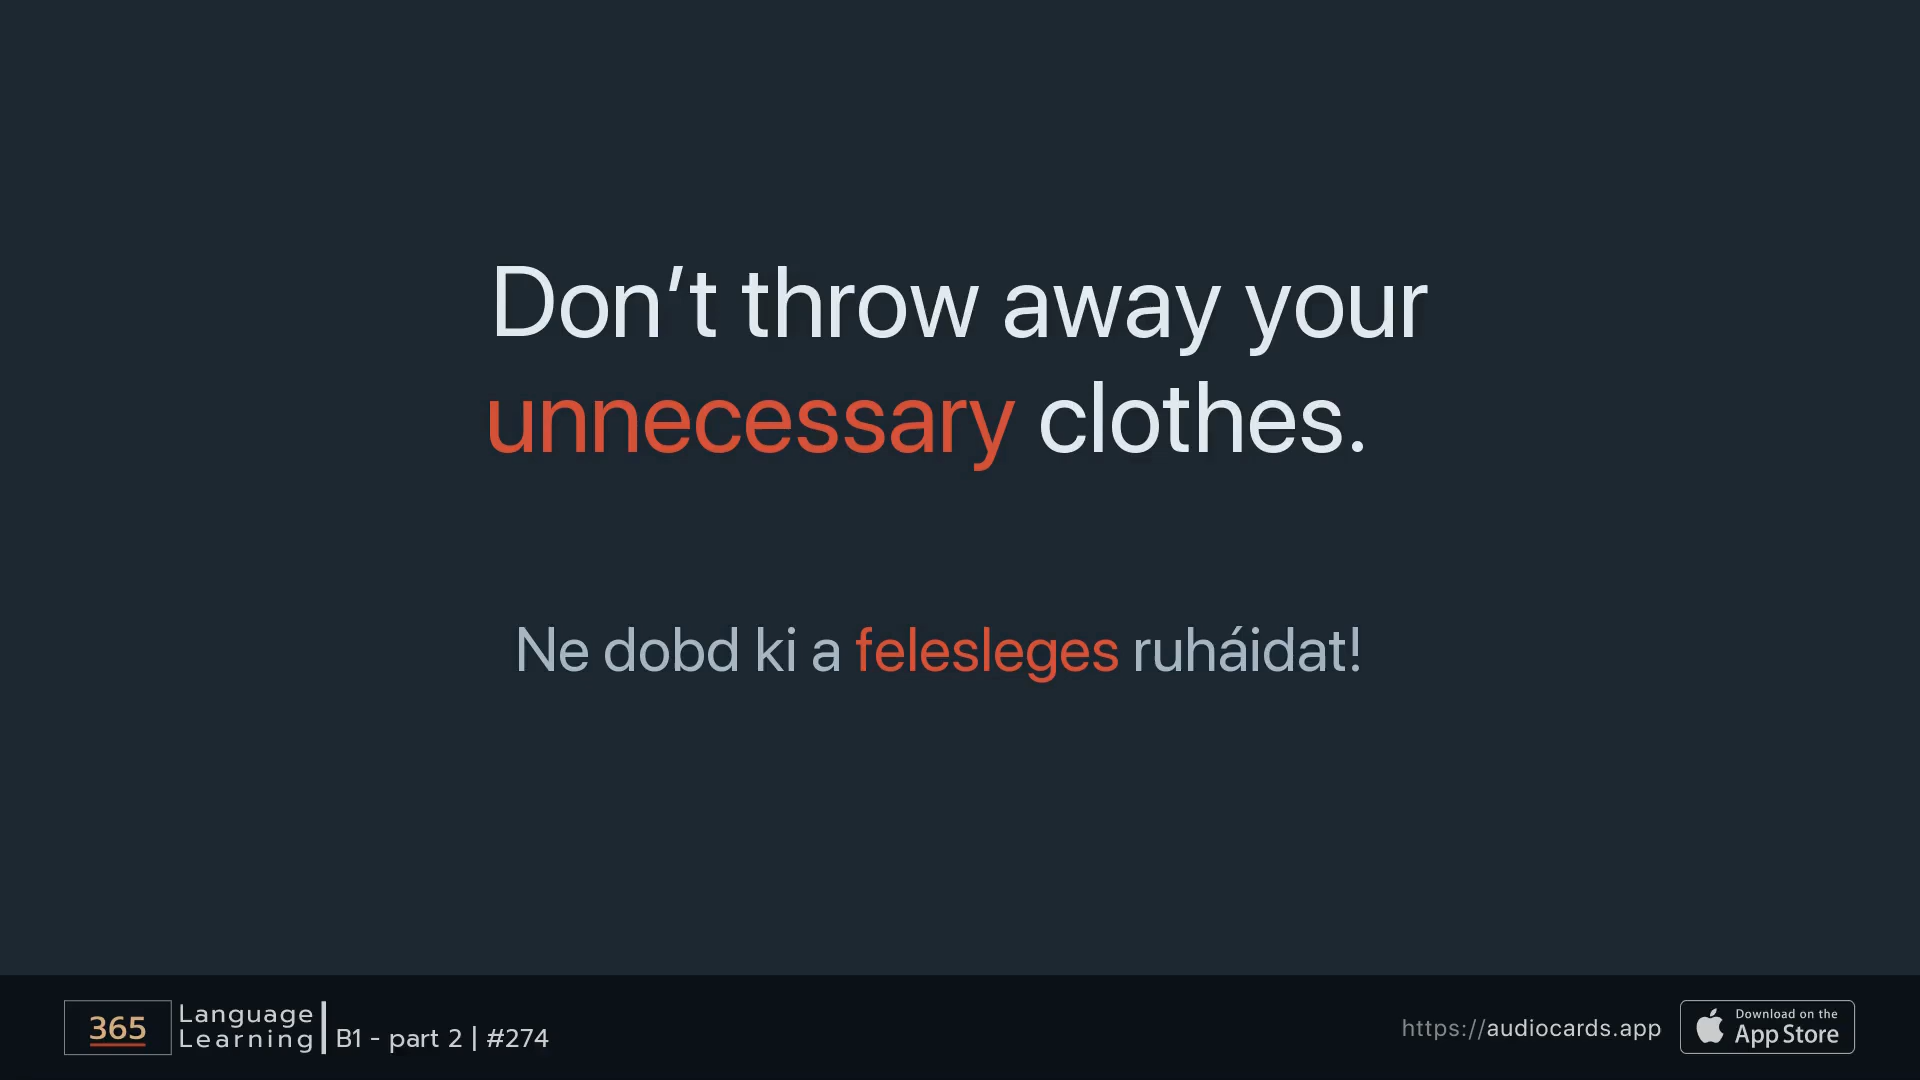 Don’t throw away your
unnecessary clothes.
Ne dobd ki a felesleges ruháidat!
365
Language
Learning
B1 - part 2 | #274
https://audiocards.app
Download on the
App Store